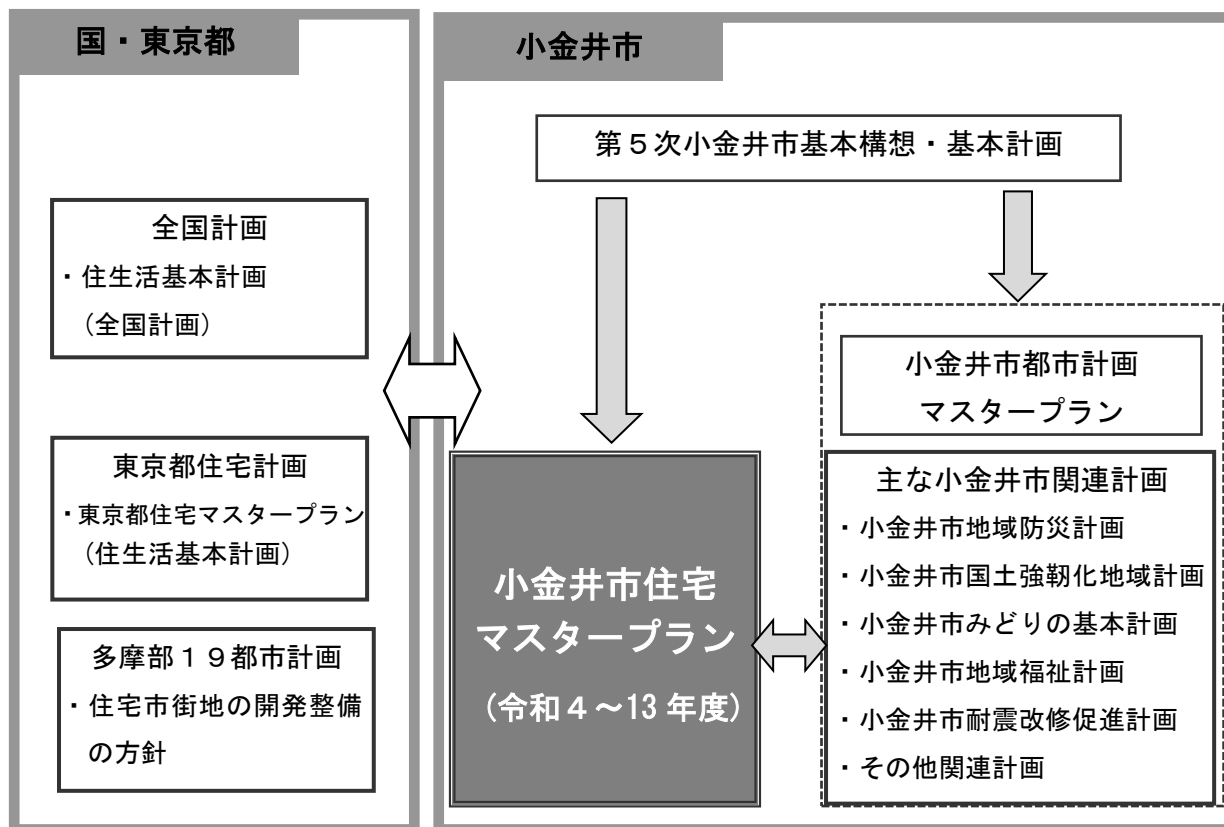 国・東京都
全国計画
・住生活基本計画
(全国計画)
東京都住宅計画
・東京都住宅マスタープラン
(住生活基本計画)
多摩部１９都市計画
・住宅市街地の開発整備
の方針
小金井市
第５次小金井市基本構想・基本計画
小金井市住宅
マスタープラン
(令和４～13年度)
小金井市都市計画
マスタープラン
主な小金井市関連計画
・小金井市地域防災計画
・小金井市国土強靭化地域計画
・小金井市みどりの基本計画
・小金井市地域福祉計画
・小金井市耐震改修促進計画
・その他関連計画